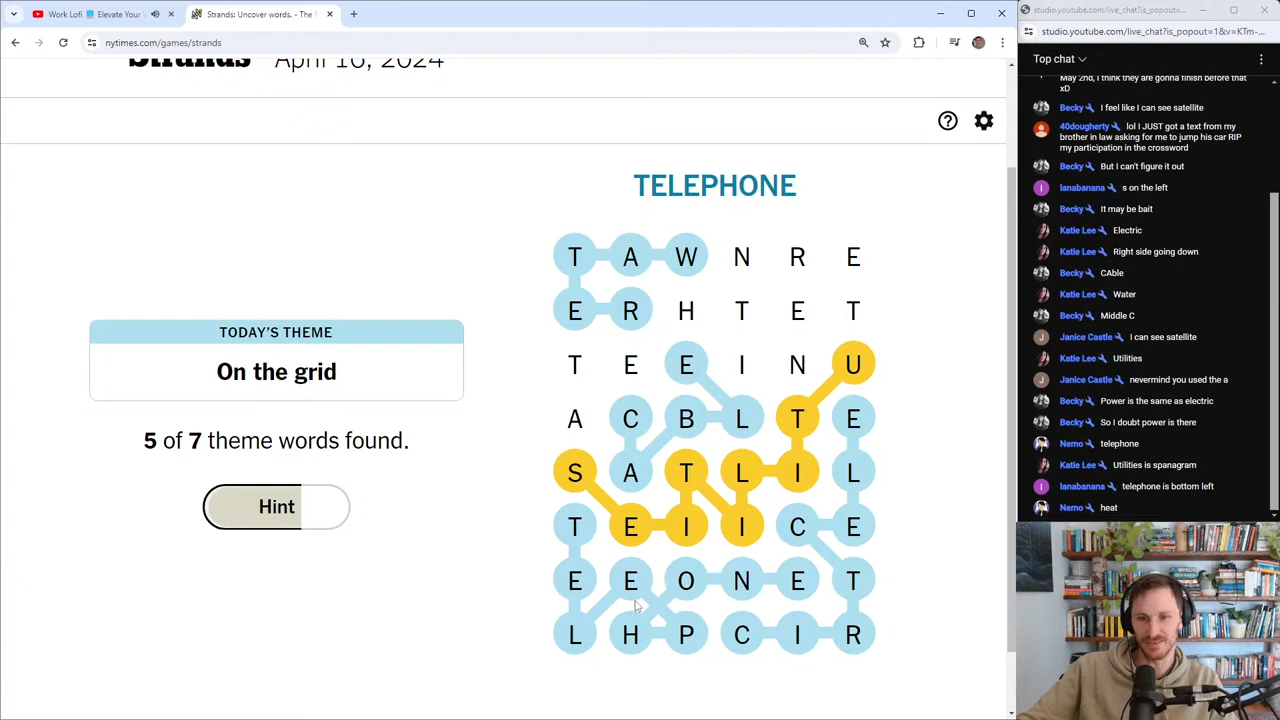 Work Lofi 📘 Elevate Your
Strands: Uncover words. - The
nytimes.com/games/strands
Strands April 16, 2024
TODAY'S THEME
On the grid
5 of 7 theme words found.
Hint
TELEPHONE
T A W N R E
E R H T E T
T E E I N U
A C B L T E
S A T L I L
T E I I C E
E E O N E T
L H P C I R
studio.youtube.com/live_chat?is_popout=...
studio.youtube.com/live_chat?is_popout=1&v=KTm-...
Top chat
May 2nd, I think they are gonna finish before that
xD
Becky I feel like I can see satellite
40dougherty lol I JUST got a text from my
brother in law asking for me to jump his car RIP
my participation in the crossword
Becky But I can't figure it out
lanabanana s on the left
Becky It may be bait
Katie Lee Electric
Katie Lee Right side going down
Becky CAble
Katie Lee Water
Becky Middle C
Janice Castle I can see satellite
Katie Lee Utilities
Janice Castle nevermind you used the a
Becky Power is the same as electric
Becky So I doubt power is there
Nemo telephone
Katie Lee Utilities is spanagram
lanabanana telephone is bottom left
Nemo heat